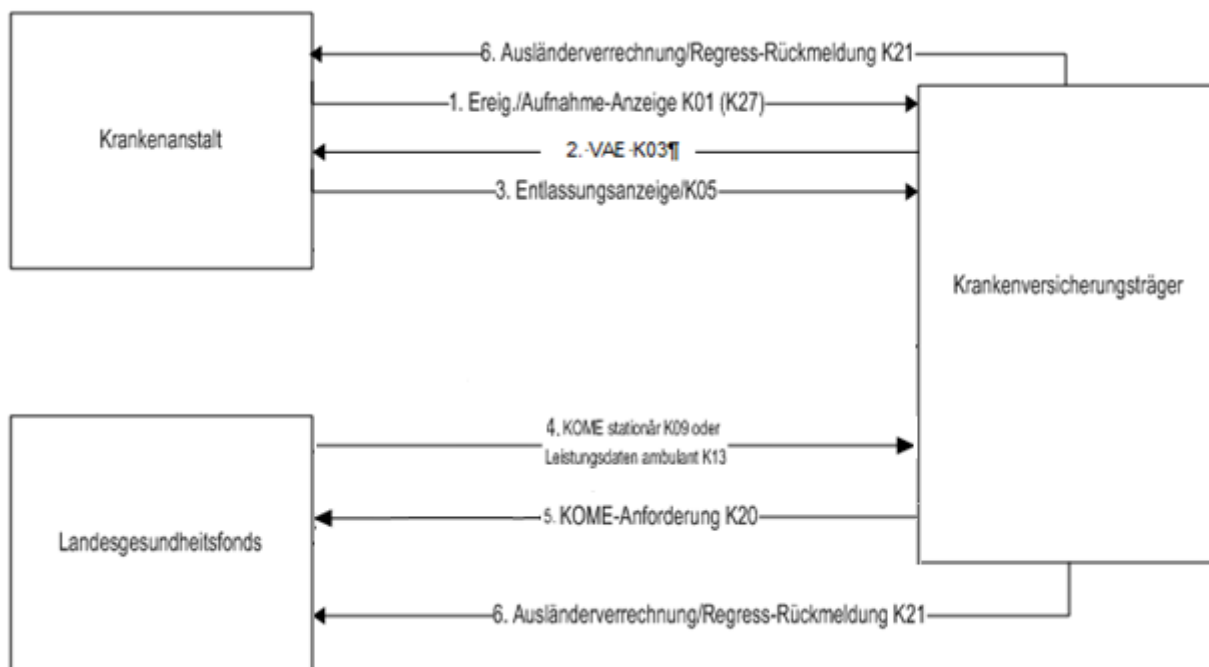 6. Ausländerverrechnung/Regress-Rückmeldung K21
1. Ereig./Aufnahme-Anzeige K01 (K27)
Krankenanstalt
2.·-VAE·-K03¶
3. Entlassungsanzeige/K05
Krankenversicherungsträger
4. KOME stationär K09 oder
Leistungsdaten ambulant K13
5. KOME-Anforderung K20
Landesgesundheitsfonds
6. Ausländerverrechnung/Regress-Rückmeldung K21